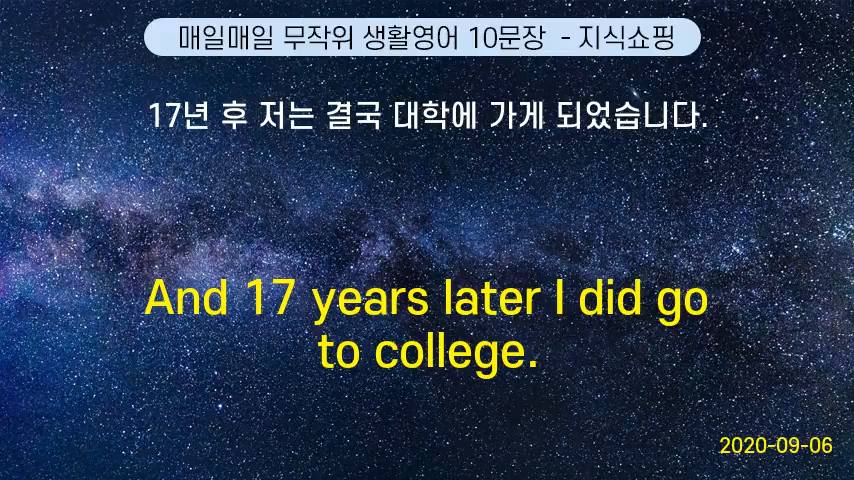 매일매일 무작위 생활영어 10문장 - 지식쇼핑
17년 후 저는 결국 대학에 가게 되었습니다.
And 17 years later I did go
to college.
2020-09-06